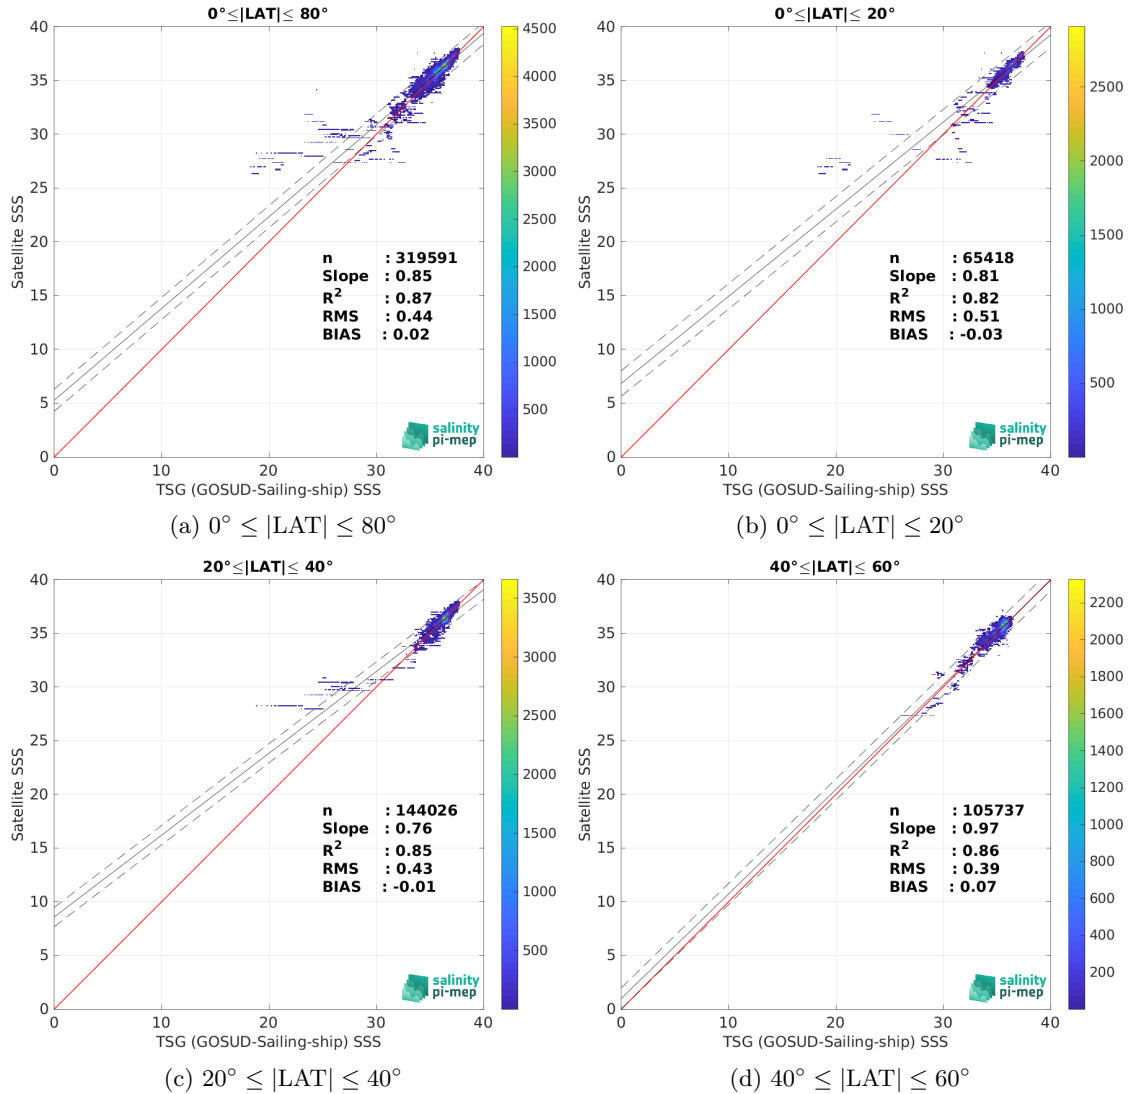 0°≤|LAT|≤ 80°
40
35
30
25
20
15
10
5
0
Satellite SSS
n : 319591
Slope : 0.85
R² : 0.87
RMS : 0.44
BIAS : 0.02
salinity
pi-mep
0 10 20 30 40
TSG (GOSUD-Sailing-ship) SSS
4500
4000
3500
3000
2500
2000
1500
1000
500
(a) 0° ≤ |LAT| ≤ 80°
0°≤|LAT|≤ 20°
40
35
30
25
20
15
10
5
0
Satellite SSS
n : 65418
Slope : 0.81
R² : 0.82
RMS : 0.51
BIAS : -0.03
salinity
pi-mep
0 10 20 30 40
TSG (GOSUD-Sailing-ship) SSS
2500
2000
1500
1000
500
(b) 0° ≤ |LAT| ≤ 20°
20°≤|LAT|≤ 40°
40
35
30
25
20
15
10
5
0
Satellite SSS
n : 144026
Slope : 0.76
R² : 0.85
RMS : 0.43
BIAS : -0.01
salinity
pi-mep
0 10 20 30 40
TSG (GOSUD-Sailing-ship) SSS
3500
3000
2500
2000
1500
1000
500
(c) 20° ≤ |LAT| ≤ 40°
40°≤|LAT|≤ 60°
40
35
30
25
20
15
10
5
0
Satellite SSS
n : 105737
Slope : 0.97
R² : 0.86
RMS : 0.39
BIAS : 0.07
salinity
pi-mep
0 10 20 30 40
TSG (GOSUD-Sailing-ship) SSS
2200
2000
1800
1600
1400
1200
1000
800
600
400
200
(d) 40° ≤ |LAT| ≤ 60°